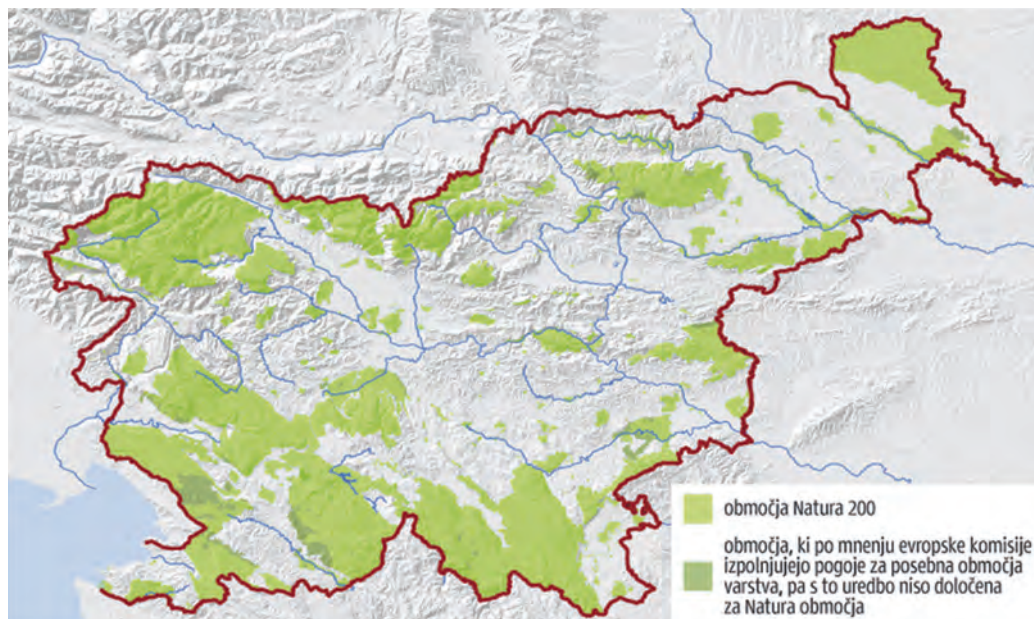 območja Natura 200
območja, ki po mnenju evropske komisije
izpolnjujejo pogoje za posebna območja
varstva, pa s to uredbo niso določena
za Natura območja